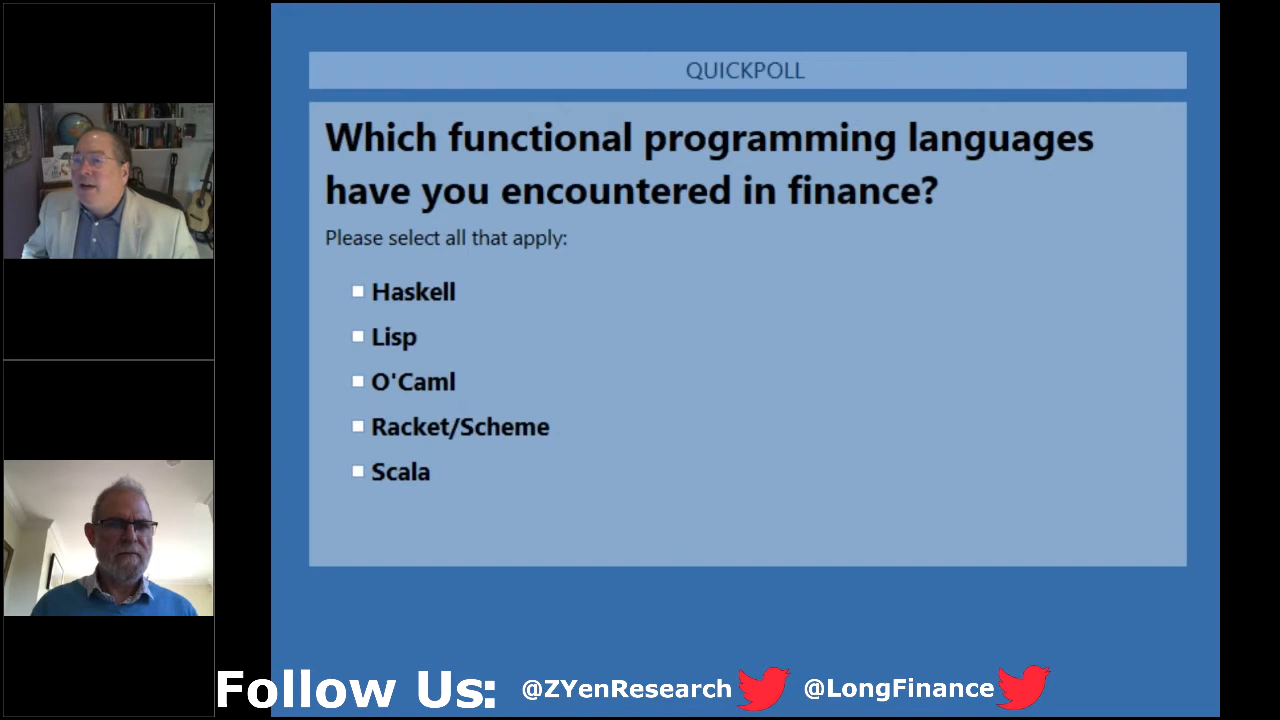 QUICKPOLL
Which functional programming languages
have you encountered in finance?
Please select all that apply:
Haskell
Lisp
O'Caml
Racket/Scheme
Scala
Follow Us: @ZYenResearch @LongFinance